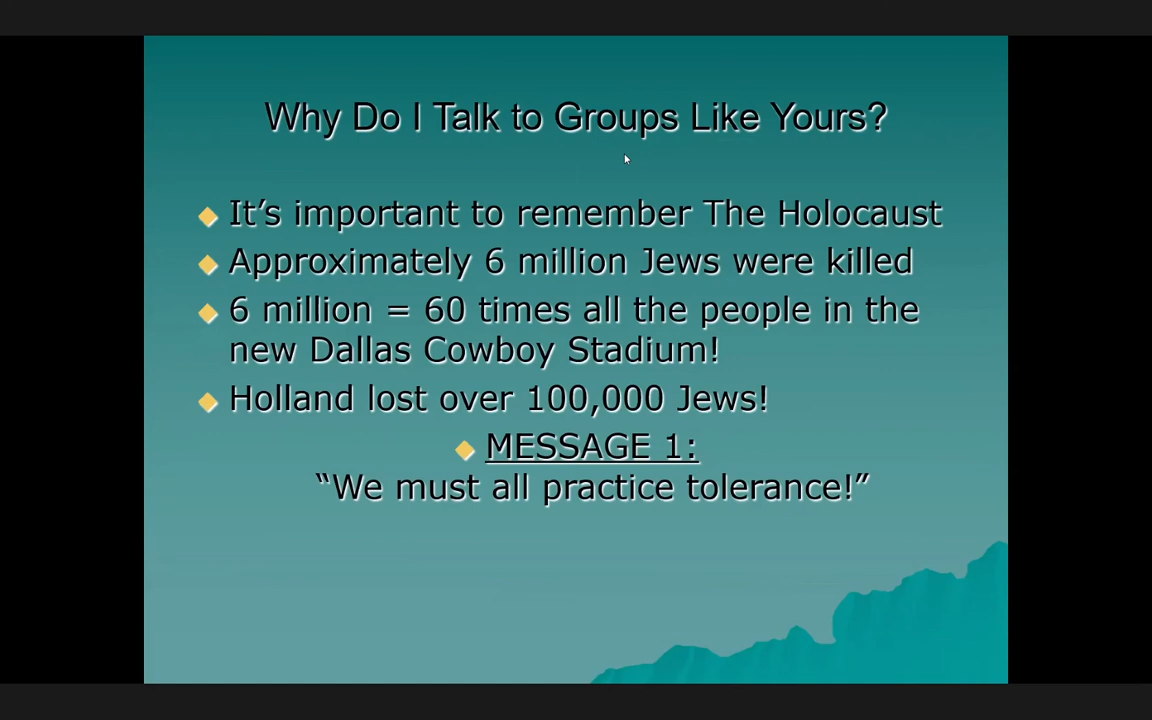 Why Do I Talk to Groups Like Yours?
It’s important to remember The Holocaust
Approximately 6 million Jews were killed
6 million = 60 times all the people in the
new Dallas Cowboy Stadium!
Holland lost over 100,000 Jews!
MESSAGE 1:
“We must all practice tolerance!”